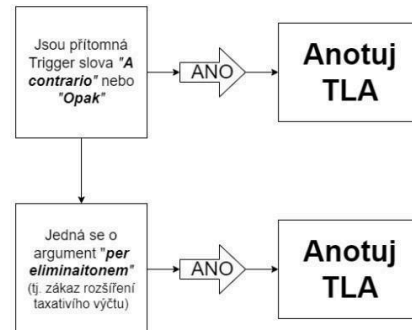 Jsou přítomná
Trigger slova "A
contrario" nebo
"Opak"
ANO
Anotuj
TLA
Jedná se o
argument "per
eliminaitonem"
(tj. zákaz rozšíření
taxativího výčtu)
ANO
Anotuj
TLA